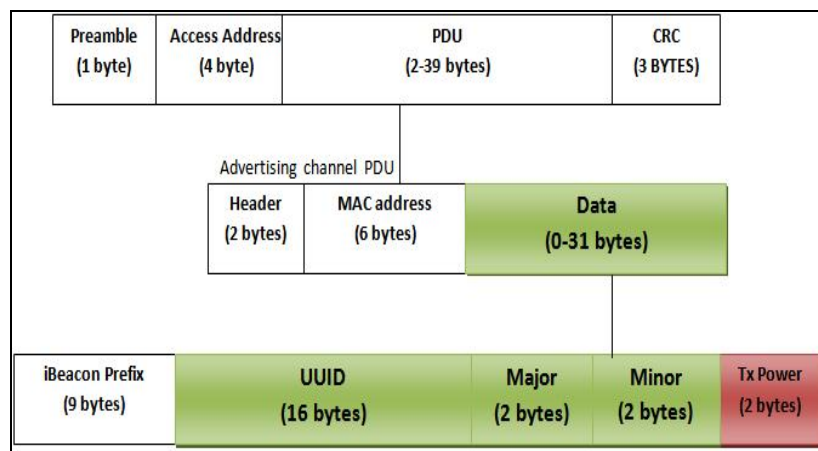 Preamble
(1 byte)
Access Address
(4 byte)
PDU
(2-39 bytes)
CRC
(3 BYTES)
Advertising channel PDU
Header
(2 bytes)
MAC address
(6 bytes)
Data
(0-31 bytes)
iBeacon Prefix
(9 bytes)
UUID
(16 bytes)
Major
(2 bytes)
Minor
(2 bytes)
Tx Power
(2 bytes)